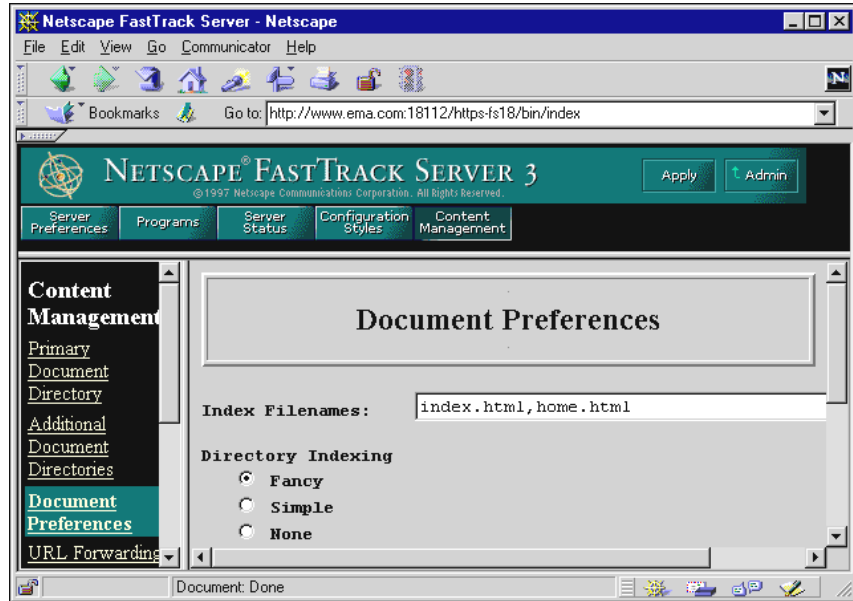 Netscape FastTrack Server - Netscape
File Edit View Go Communicator Help
N
Bookmarks Go to: http://www.ema.com:18112/https-fs18/bin/index
NETSCAPE® FASTTRACK SERVER 3
©1997 Netscape Communications Corporation. All Rights Reserved.
Apply
Admin
Server Preferences
Programs
Server Status
Configuration Styles
Content Management
Content
Management
Primary
Document
Directory
Additional
Document
Directories
Document
Preferences
URL Forwarding
Document Preferences
Index Filenames: index.html,home.html
Directory Indexing
Fancy
Simple
None
Document: Done